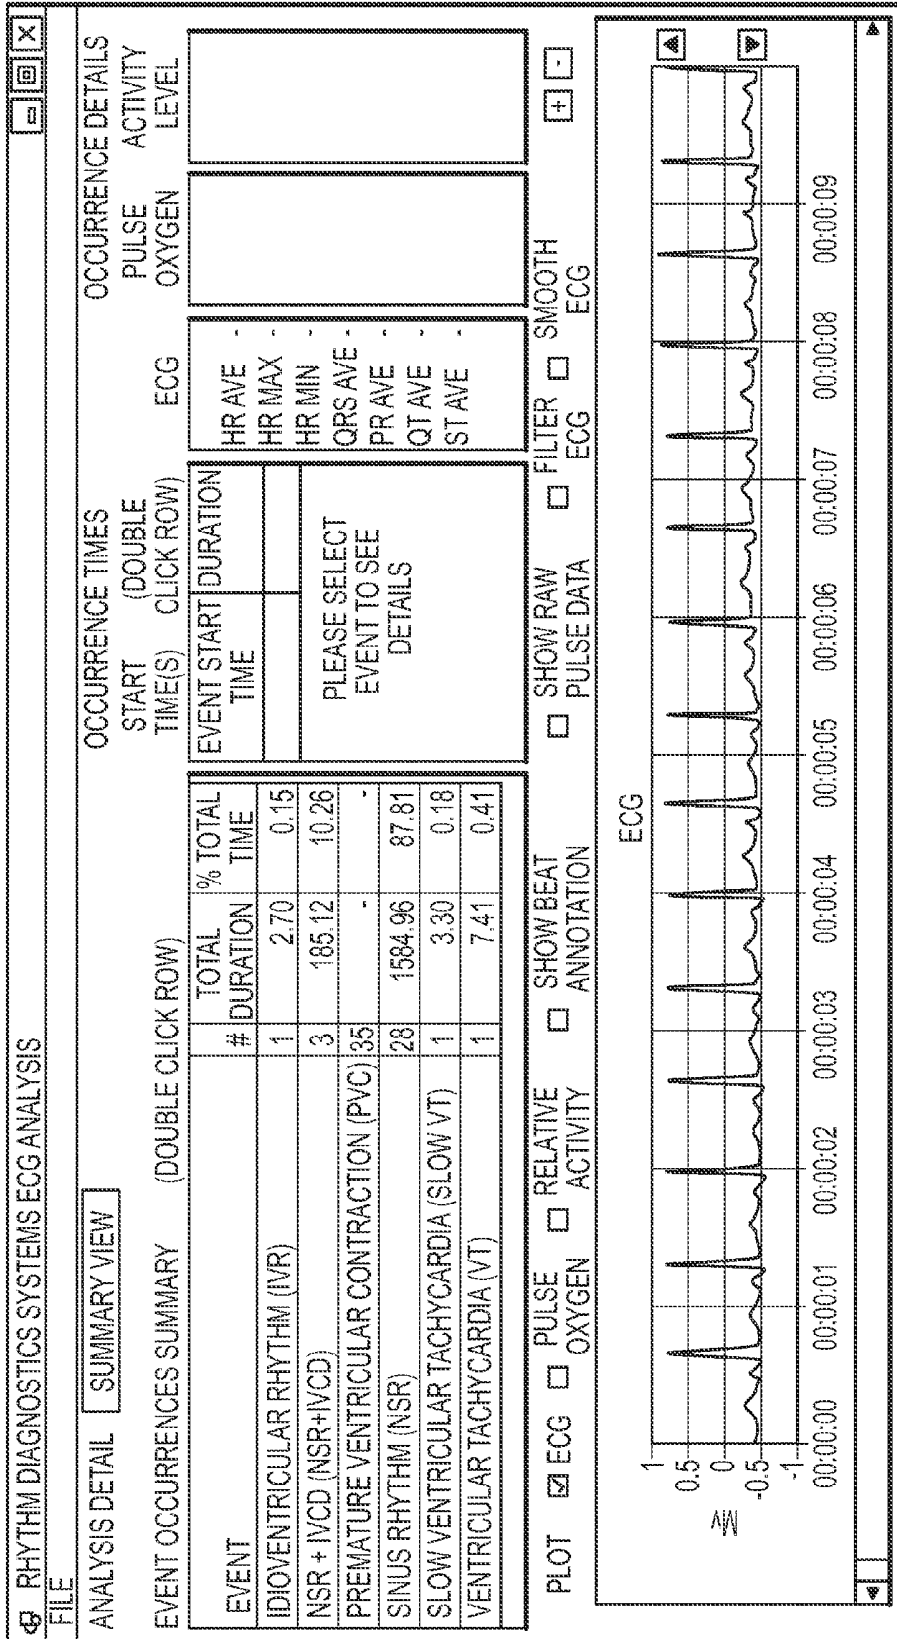 RHYTHM DIAGNOSTICS SYSTEMS ECG ANALYSIS
FILE
ANALYSIS DETAIL SUMMARY VIEW
EVENT OCCURRENCES SUMMARY (DOUBLE CLICK ROW)
OCCURRENCE TIMES
START (DOUBLE
TIME(S) CLICK ROW)
OCCURRENCE DETAILS
ECG
PULSE
OXYGEN
ACTIVITY
LEVEL
EVENT # TOTAL DURATION % TOTAL TIME
IDIOVENTRICULAR RHYTHM (IVR) 1 2.70 0.15
NSR + IVCD (NSR+IVCD) 3 185.12 10.26
PREMATURE VENTRICULAR CONTRACTION (PVC) 35 - -
SINUS RHYTHM (NSR) 28 1584.96 87.81
SLOW VENTRICULAR TACHYCARDIA (SLOW VT) 1 3.30 0.18
VENTRICULAR TACHYCARDIA (VT) 1 7.41 0.41
EVENT START TIME DURATION
PLEASE SELECT
EVENT TO SEE
DETAILS
HR AVE -
HR MAX -
HR MIN -
QRS AVE -
PR AVE -
QT AVE -
ST AVE -
PLOT ECG PULSE OXYGEN RELATIVE ACTIVITY SHOW BEAT ANNOTATION SHOW RAW PULSE DATA FILTER ECG SMOOTH ECG + -
ECG
Mv
1
0.5
0
-0.5
-1
00:00:00 00:00:01 00:00:02 00:00:03 00:00:04 00:00:05 00:00:06 00:00:07 00:00:08 00:00:09